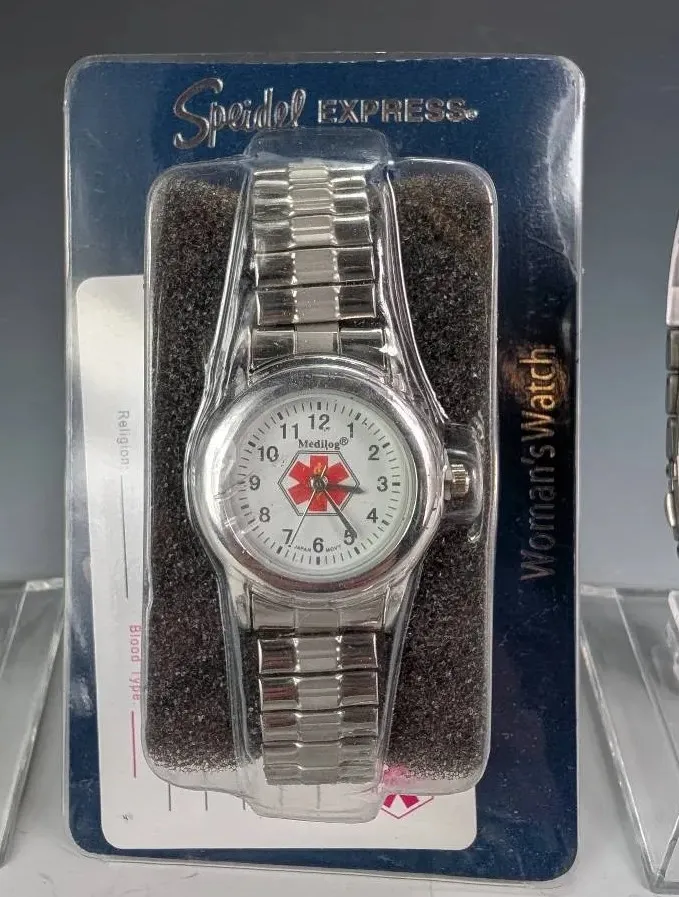 Speidel EXPRESS®
Woman's Watch
Religion:
Blood Type:
12
1
2
3
4
5
6
7
8
9
10
11
Medilog®
JAPAN MOVT